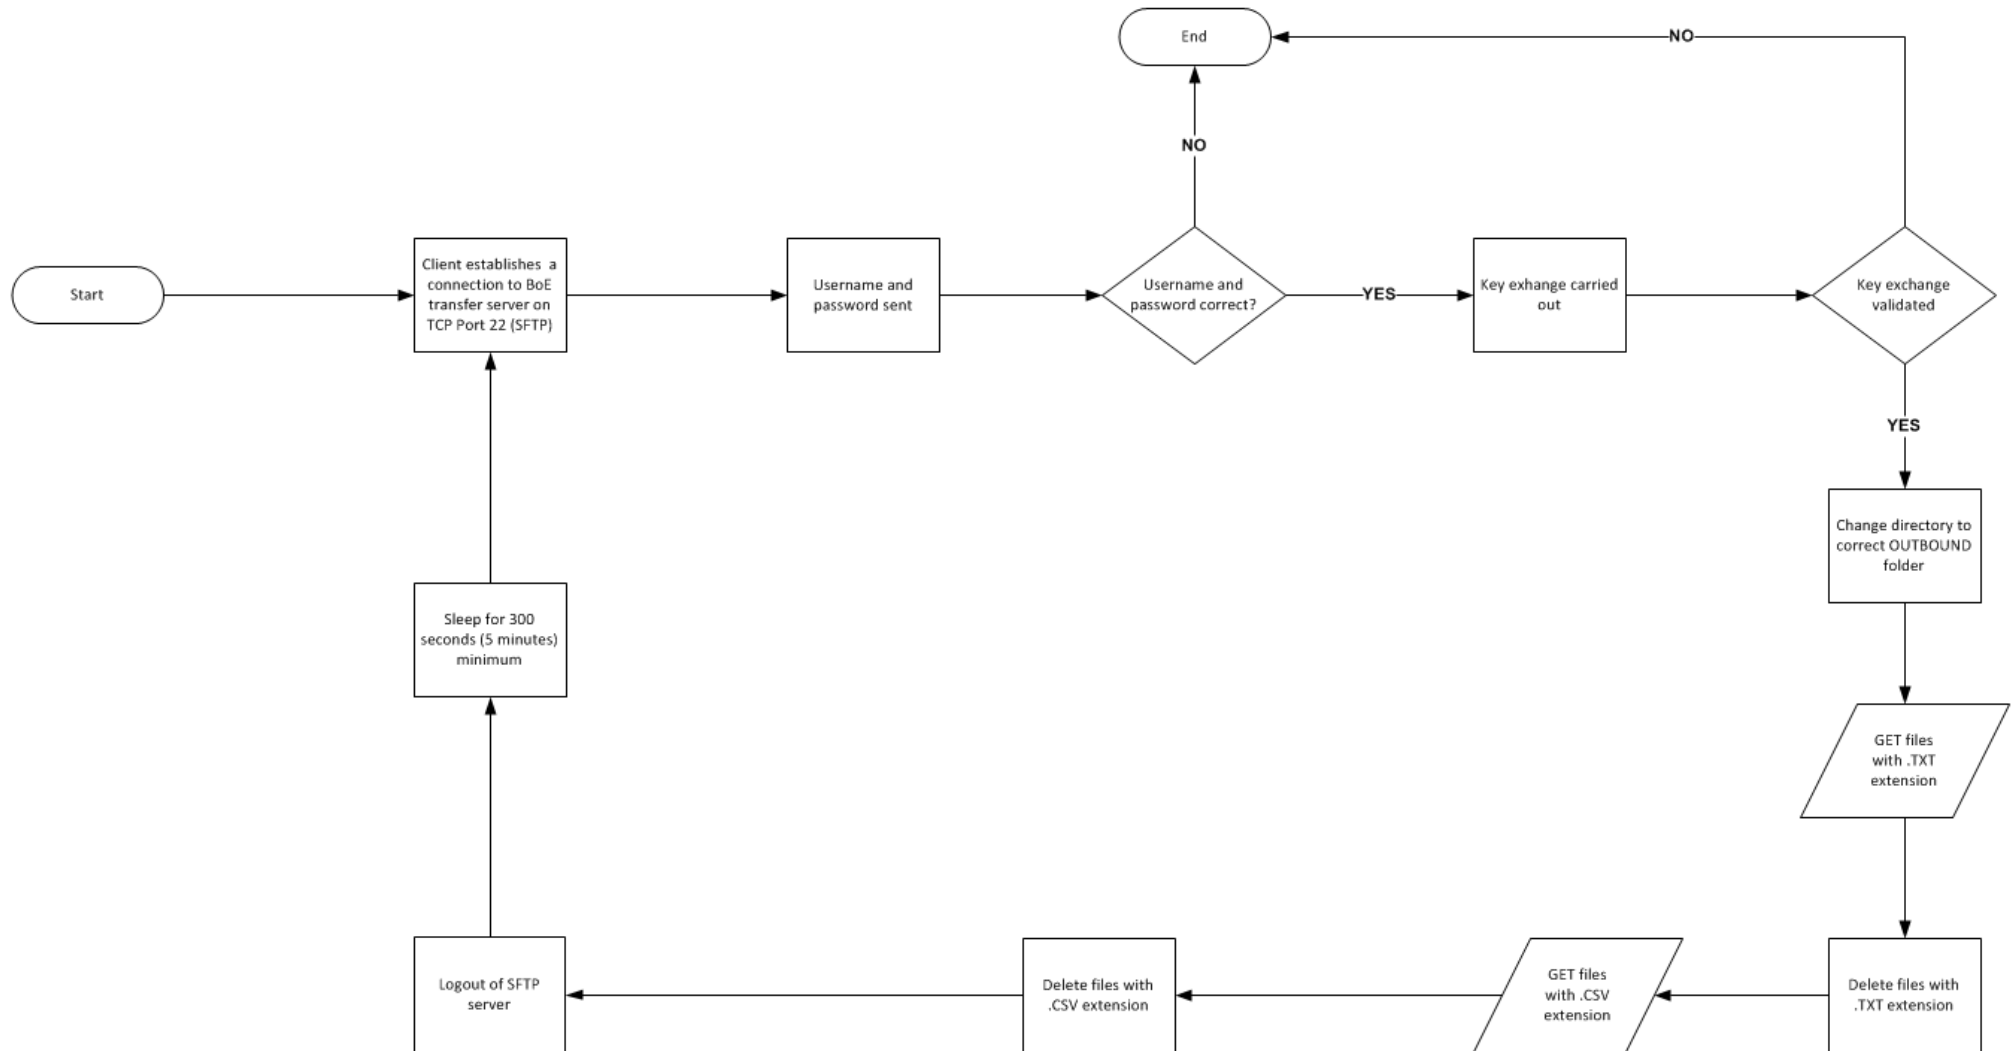 End
NO
NO
Start
Client establishes a
connection to BoE
transfer server on
TCP Port 22 (SFTP)
Username and
password sent
Username and
password correct?
YES
Key exhange carried
out
Key exchange
validated
YES
Change directory to
correct OUTBOUND
folder
GET files
with .TXT
extension
Delete files with
.TXT extension
GET files
with .CSV
extension
Delete files with
.CSV extension
Logout of SFTP
server
Sleep for 300
seconds (5 minutes)
minimum